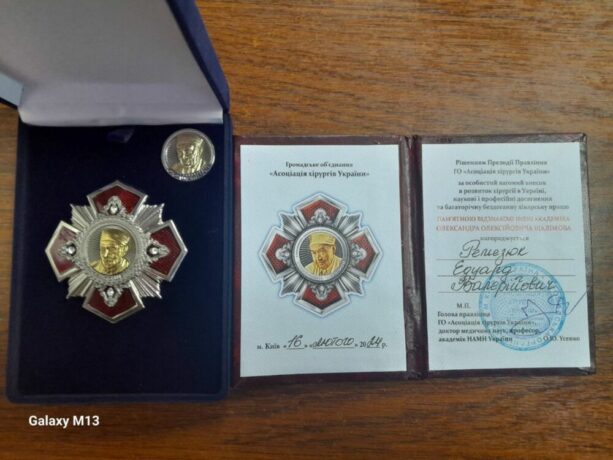 Громадське об'єднання
«Асоціація хірургів України»
м. Київ «16» «лютого» 2024
Рішенням Президії Правління
ГО «Асоціація хірургів України»
за особистий вагомий внесок
в розвиток хірургії в Україні,
наукові і професійні досягнення
та багаторічну бездоганну лікарську працю
ПАМ'ЯТНОЮ ВІДЗНАКОЮ ІМЕНІ АКАДЕМІКА
ОЛЕКСАНДРА ОЛЕКСІЙОВИЧА ШАЛІМОВА
нагороджується
Ремезюк
Едуард
Валерійович
М.П.
Голова правління
ГО «Асоціація хірургів України»,
доктор медичних наук, професор,
академік НАМН України О.Ю. Усенко
Galaxy M13